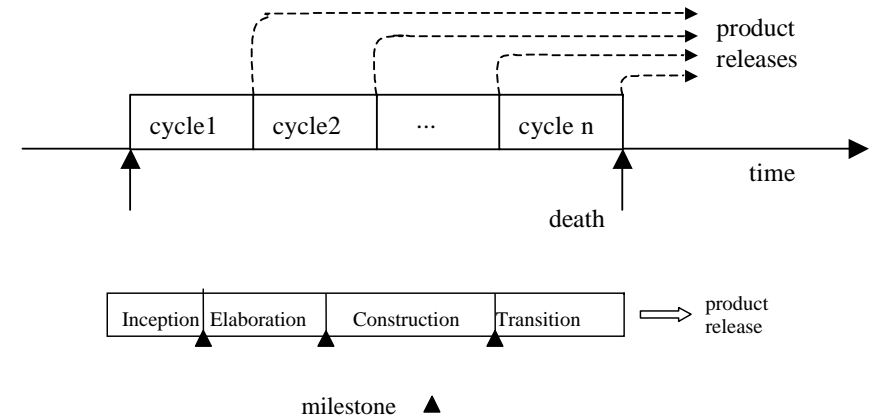 product
releases
cycle1 cycle2 ... cycle n
time
death
Inception Elaboration Construction Transition
product
release
milestone